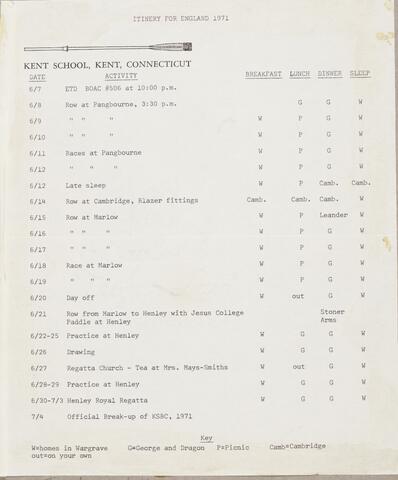 ITINERY FOR ENGLAND 1971
KENT SCHOOL, KENT, CONNECTICUT
DATE ACTIVITY BREAKFAST LUNCH DINNER SLEEP
6/7 ETD BOAC #506 at 10:00 p.m.
6/8 Row at Pangbourne, 3:30 p.m. G G W
6/9 " " " W P G W
6/10 " " " W P G W
6/11 Races at Pangbourne W P G W
6/12 " " " W P G W
6/12 Late sleep W P Camb. Camb.
6/14 Row at Cambridge, Blazer fittings Camb. Camb. Camb. W
6/15 Row at Marlow W P Leander W
6/16 " " " W P G W
6/17 " " " W P G W
6/18 Race at Marlow W P G W
6/19 " " " W P G W
6/20 Day off W out G W
6/21 Row from Marlow to Henley with Jesus College Stoner
Paddle at Henley Arms
6/22-25 Practice at Henley W G G W
6/26 Drawing W G G W
6/27 Regatta Church - Tea at Mrs. Mays-Smiths W out G W
6/28-29 Practice at Henley W G G W
6/30-7/3 Henley Royal Regatta W G G W
7/4 Official Break-up of KSBC, 1971
Key
W=homes in Wargrave G=George and Dragon P=Picnic Camb=Cambridge
out=on your own